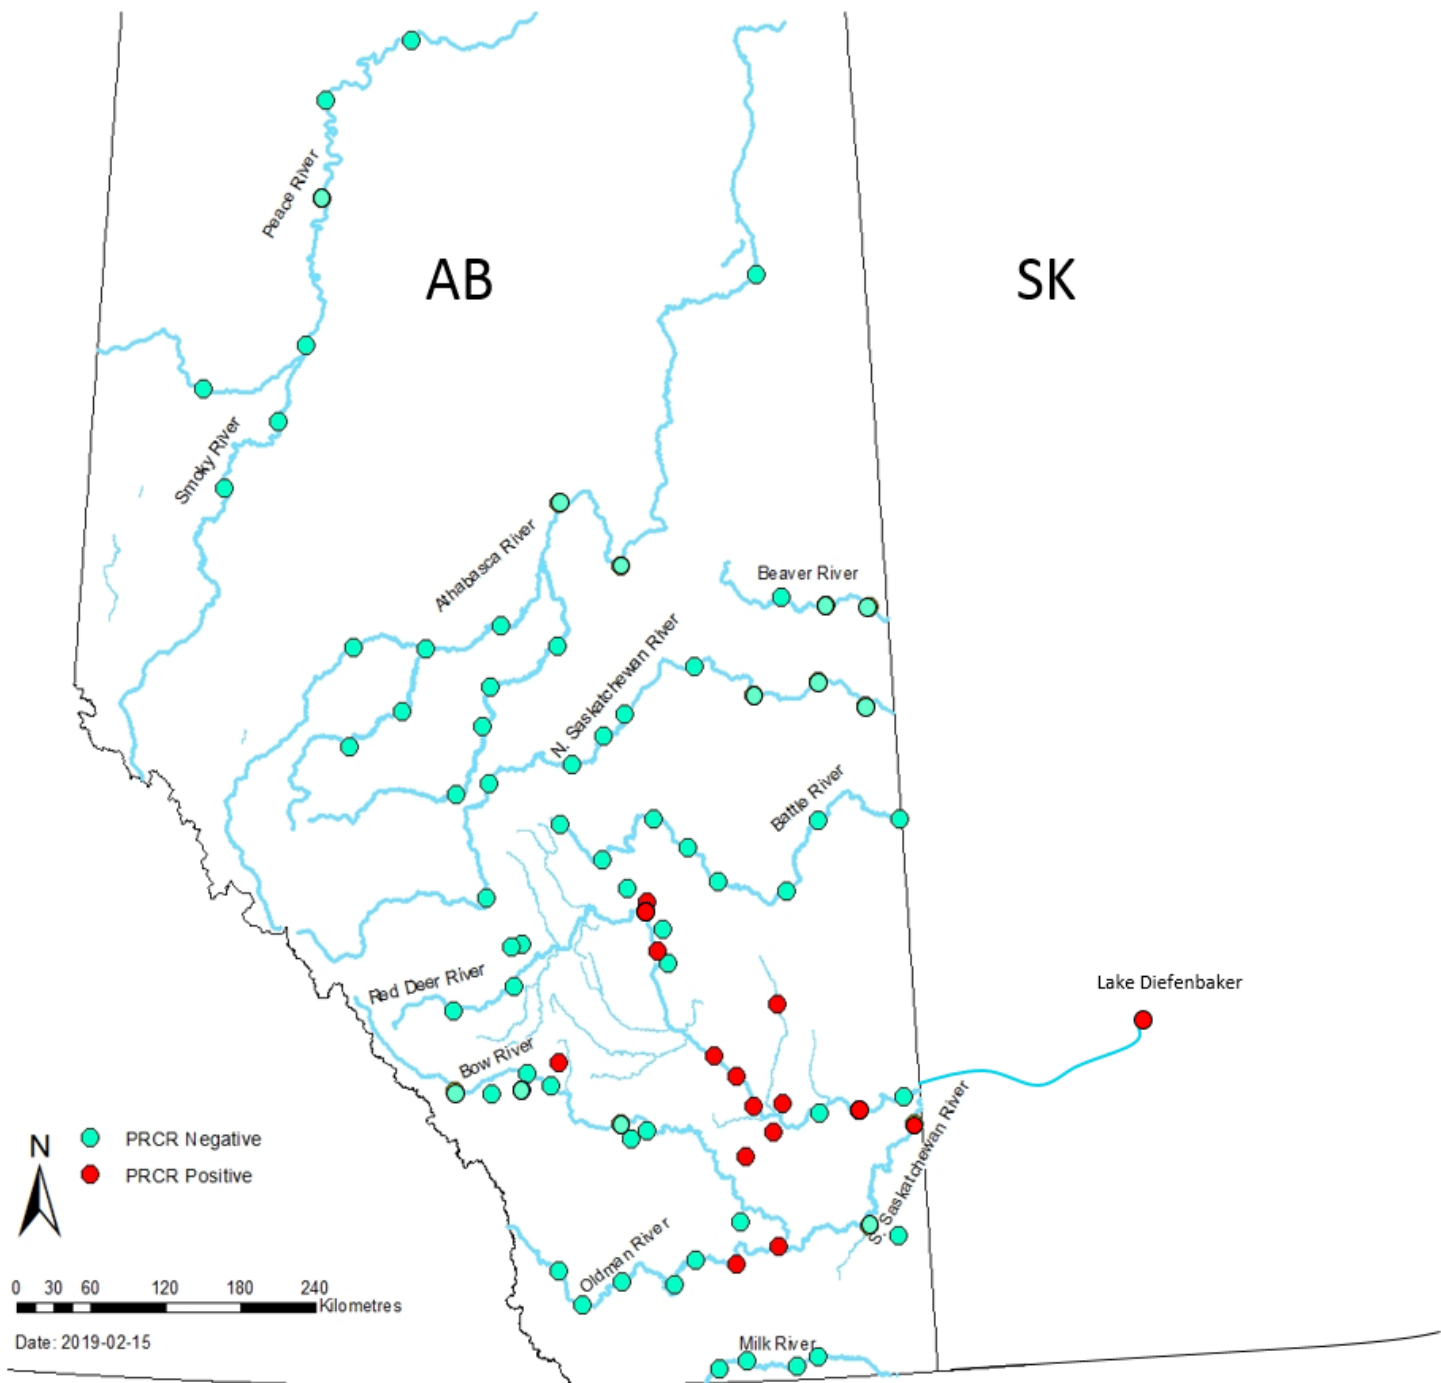 Peace River
AB
SK
Smoky River
Athabasca River
Beaver River
N. Saskatchewan River
Battle River
Red Deer River
Lake Diefenbaker
Bow River
S. Saskatchewan River
N
PRCR Negative
PRCR Positive
Oldman River
0 30 60 120 180 240
Kilometres
Date: 2019-02-15
Milk River